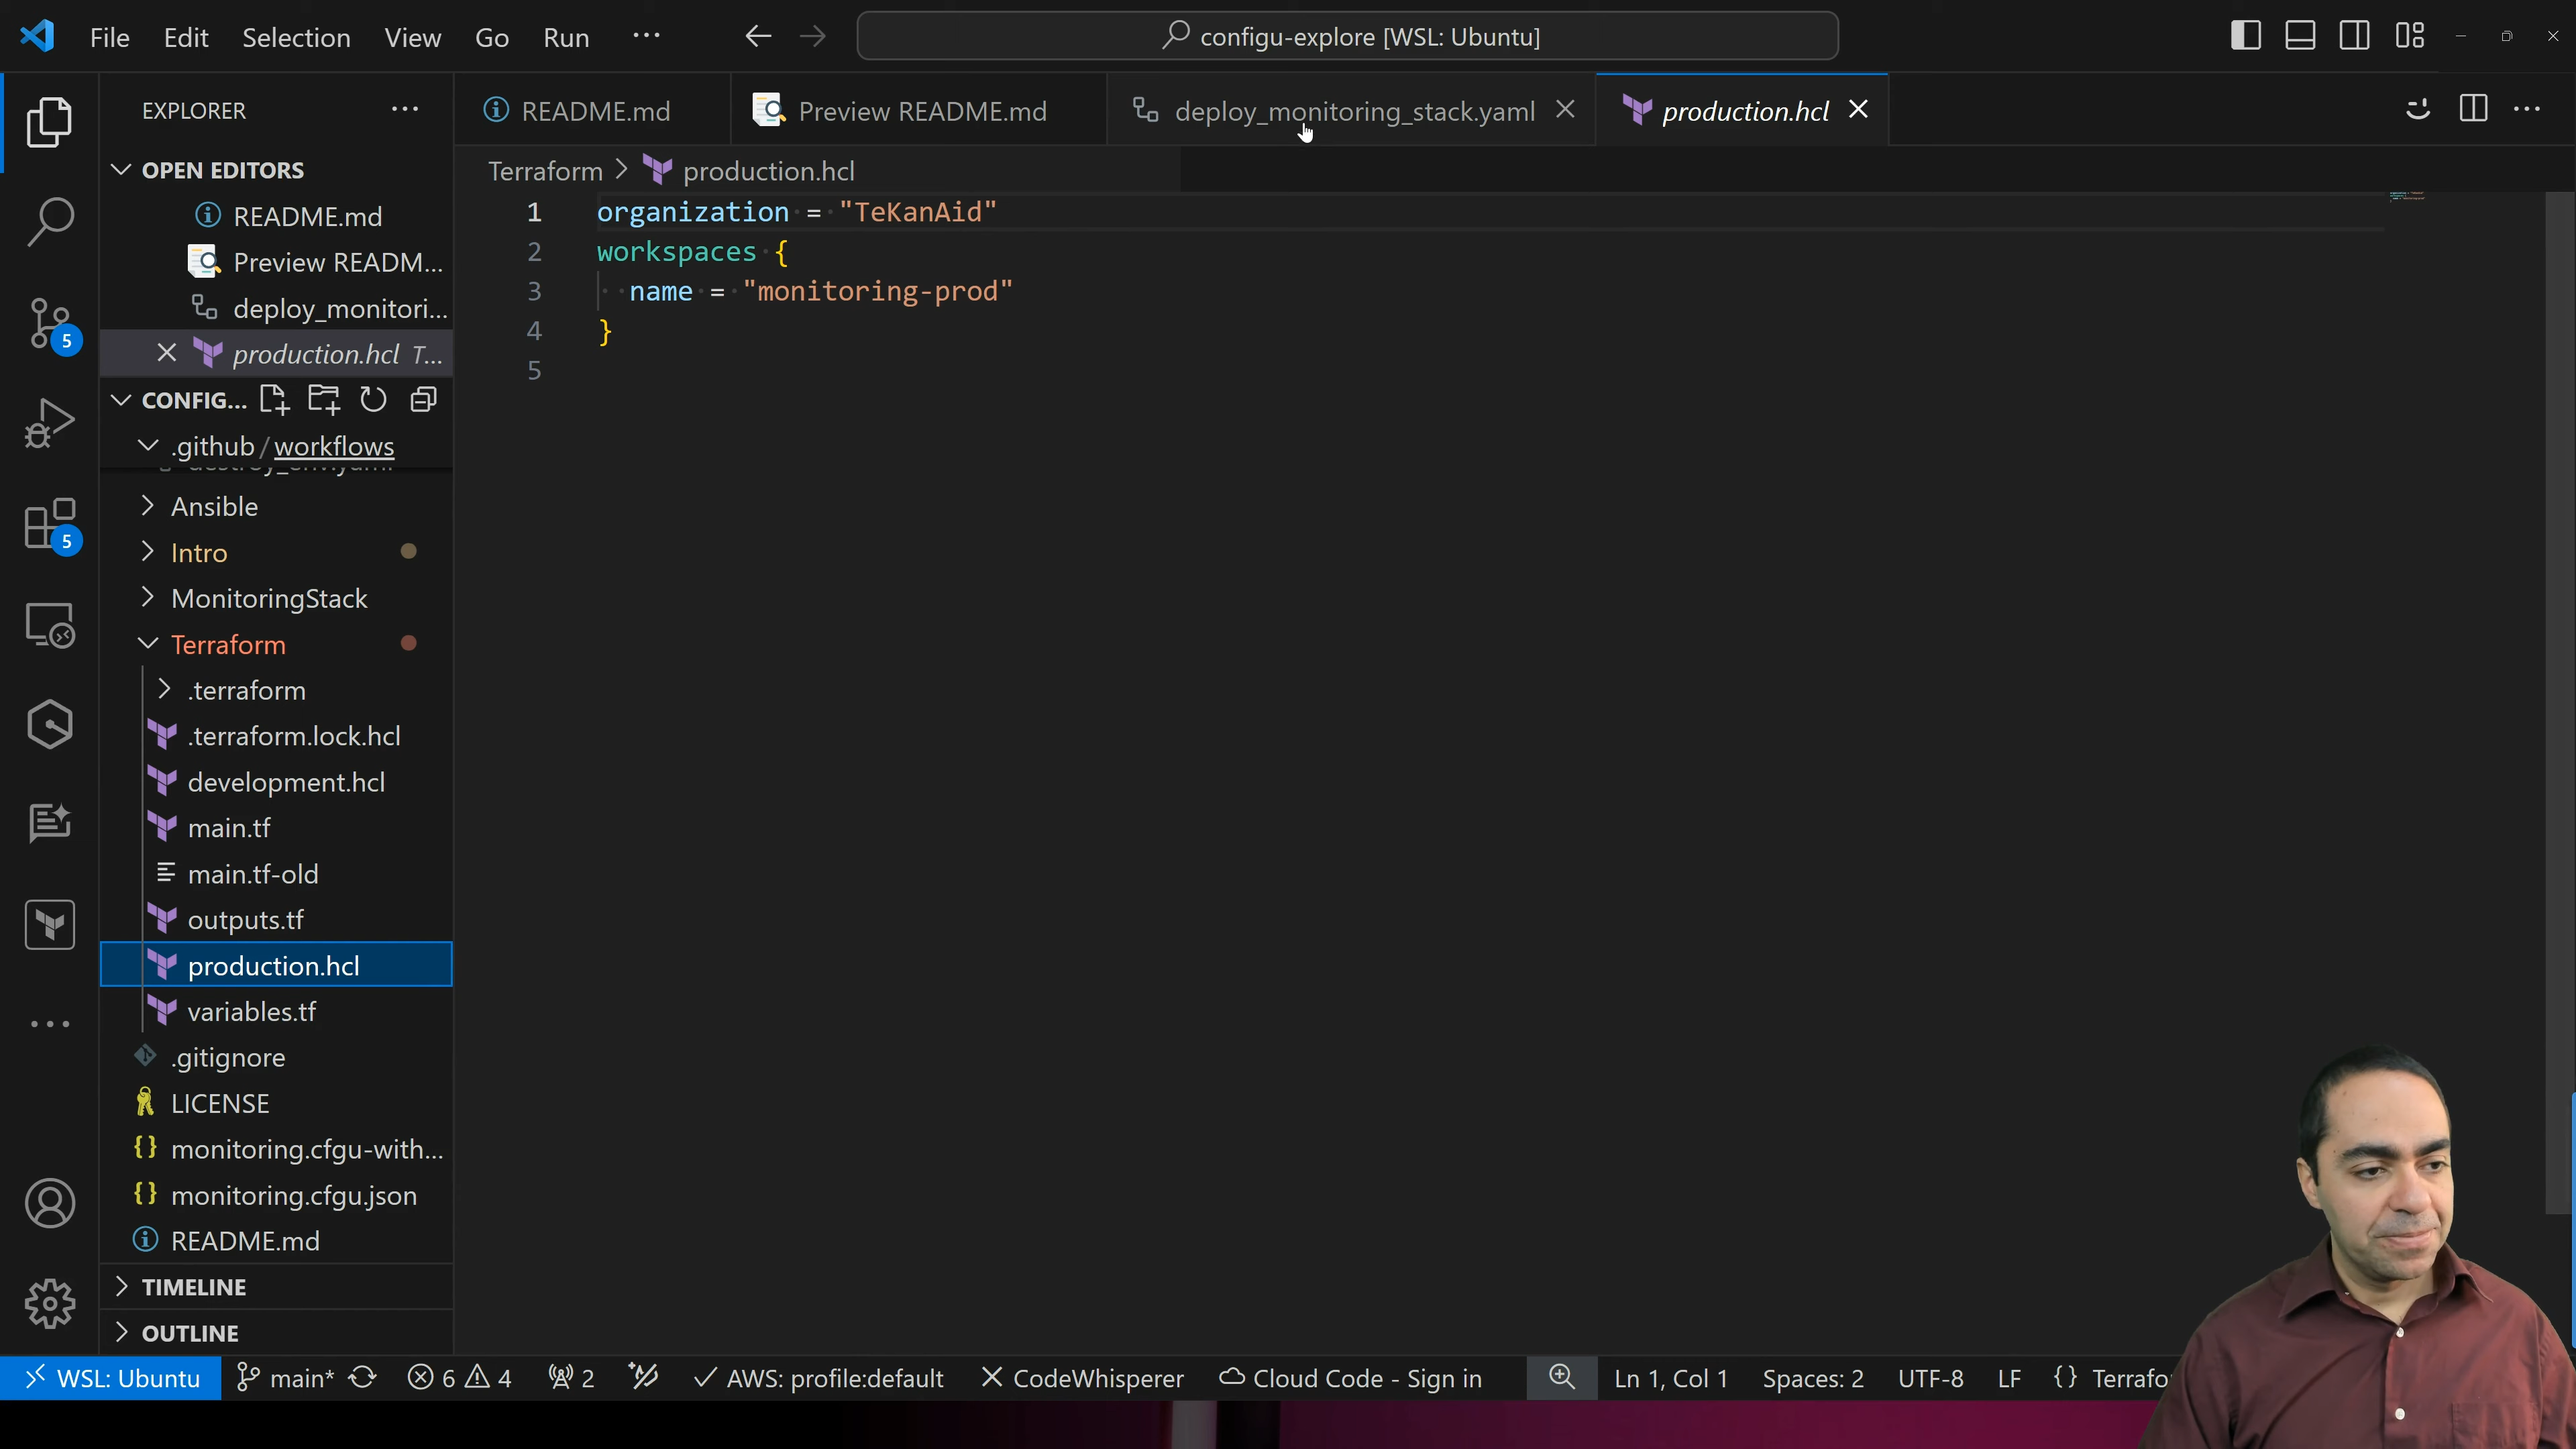 File Edit Selection View Go Run ...
configu-explore [WSL: Ubuntu]
EXPLORER
README.md
Preview README.md
deploy_monitoring_stack.yaml
production.hcl
OPEN EDITORS
README.md
Preview READM...
deploy_monitori...
production.hcl T...
CONFIG...
.github / workflows
destroy_env.yaml
Ansible
Intro
MonitoringStack
Terraform
.terraform
.terraform.lock.hcl
development.hcl
main.tf
main.tf-old
outputs.tf
production.hcl
variables.tf
.gitignore
LICENSE
monitoring.cfgu-with...
monitoring.cfgu.json
README.md
TIMELINE
OUTLINE
5
5
Terraform > production.hcl
1 organization = "TeKanAid"
2 workspaces {
3 name = "monitoring-prod"
4 }
5
WSL: Ubuntu main* 6 4 2 AWS: profile:default CodeWhisperer Cloud Code - Sign in Ln 1, Col 1 Spaces: 2 UTF-8 LF {} Terrafo